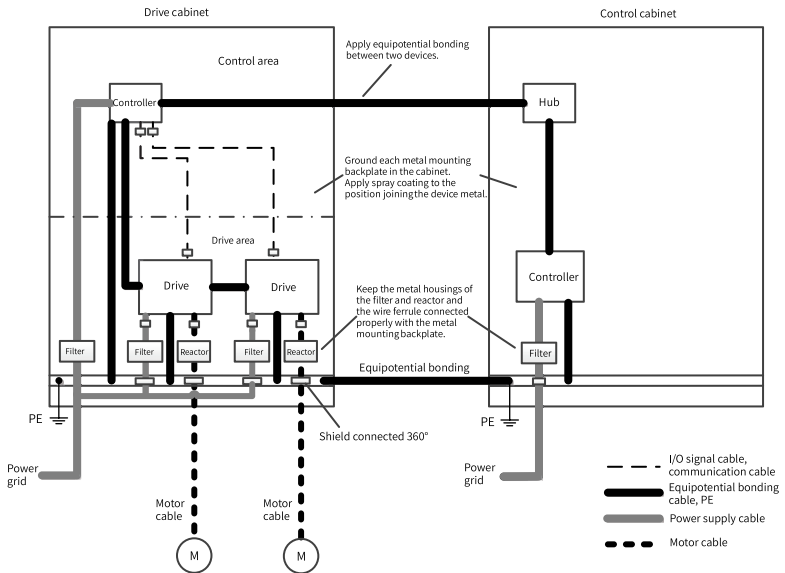 Drive cabinet
Control cabinet
Control area
Apply equipotential bonding
between two devices.
Controller
Hub
Ground each metal mounting
backplate in the cabinet.
Apply spray coating to the
position joining the device metal.
Drive area
Drive
Drive
Controller
Keep the metal housings of
the filter and reactor and
the wire ferrule connected
properly with the metal
mounting backplate.
Filter
Filter
Reactor
Filter
Reactor
Filter
Equipotential bonding
PE
PE
Shield connected 360°
Power
grid
Power
grid
I/O signal cable,
communication cable
Equipotential bonding
cable, PE
Power supply cable
Motor cable
Motor
cable
Motor
cable
M
M